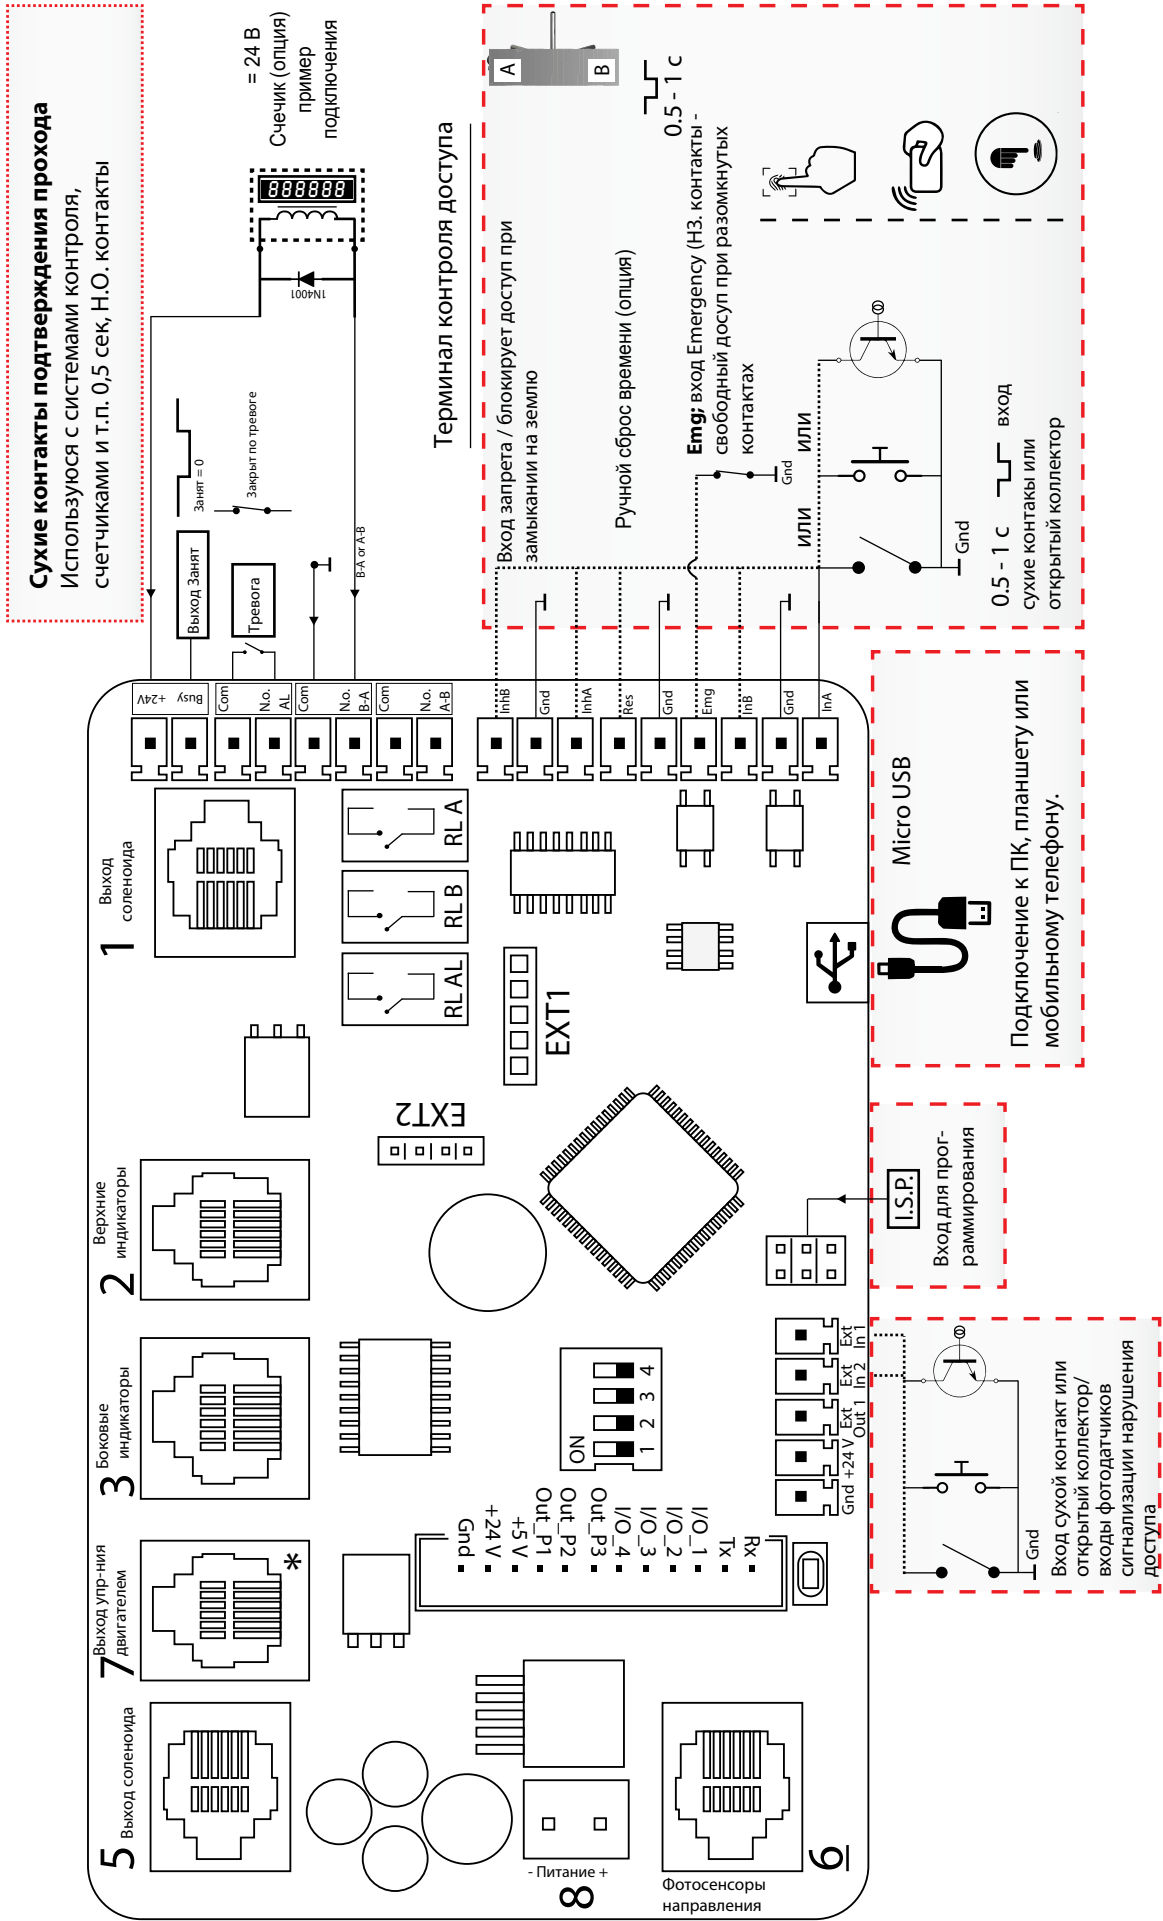 Сухие контакты подтверждения прохода
Используюся с системами контроля,
счетчиками и т.п. 0,5 сек, Н.О. контакты
= 24 В
Счечик (опция)
пример
подключения
888888
1N4001
Занят = 0
Закрыт по тревоге
Выход Занят
Тревога
B-A or A-B
+24V
Busy
Com
N.o.
AL
Com
N.o.
B-A
Com
N.o.
A-B
Терминал контроля доступа
A
B
Вход запрета / блокирует доступ при
замыкании на землю
Ручной сброс времени (опция)
0.5 - 1 с
Emg; вход Emergency (НЗ. контакты -
свободный досуп при разомкнутых
контактах
Gnd
ИЛИ
ИЛИ
Gnd
0.5 - 1 с
вход
сухие контакы или
открытый коллектор
InhB
Gnd
InhA
Res
Gnd
Emg
InB
Gnd
InA
1
Выход
соленоида
RL A
RL B
RL AL
EXT1
EXT2
2
Верхние
индикаторы
3
Боковые
индикаторы
7
Выход упр-ния
двигателем
*
5
Выход соленоида
ON
1 2 3 4
Gnd
+24 V
+5 V
Out_P1
Out_P2
Out_P3
I/O_4
I/O_3
I/O_2
I/O_1
Tx
Rx
- Питание +
8
6
Фотосенсоры
направления
Gnd
+24 V
Ext
Out 1
Ext
In 2
Ext
In 1
Micro USB
Подключение к ПК, планшету или
мобильному телефону.
I.S.P.
Вход для прог-
раммирования
Gnd
Вход сухой контакт или
открытый коллектор/
входы фотодатчиков
сигнализации нарушения
доступа